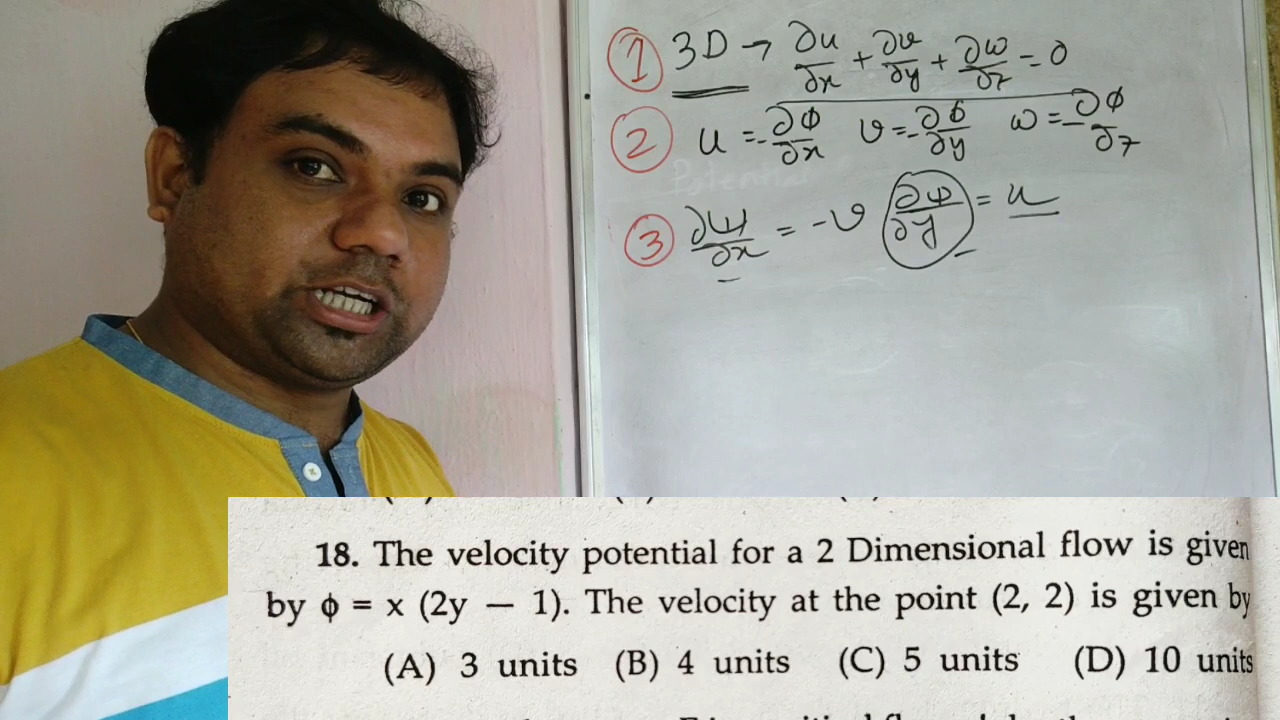 ① 3D → ∂u/∂x + ∂v/∂y + ∂w/∂z = 0
② u = -∂ϕ/∂x v = -∂ϕ/∂y w = -∂ϕ/∂z
Potential
③ ∂ψ/∂x = -v ∂ψ/∂y = u
18. The velocity potential for a 2 Dimensional flow is given
by ϕ = x (2y — 1). The velocity at the point (2, 2) is given by
(A) 3 units (B) 4 units (C) 5 units (D) 10 units